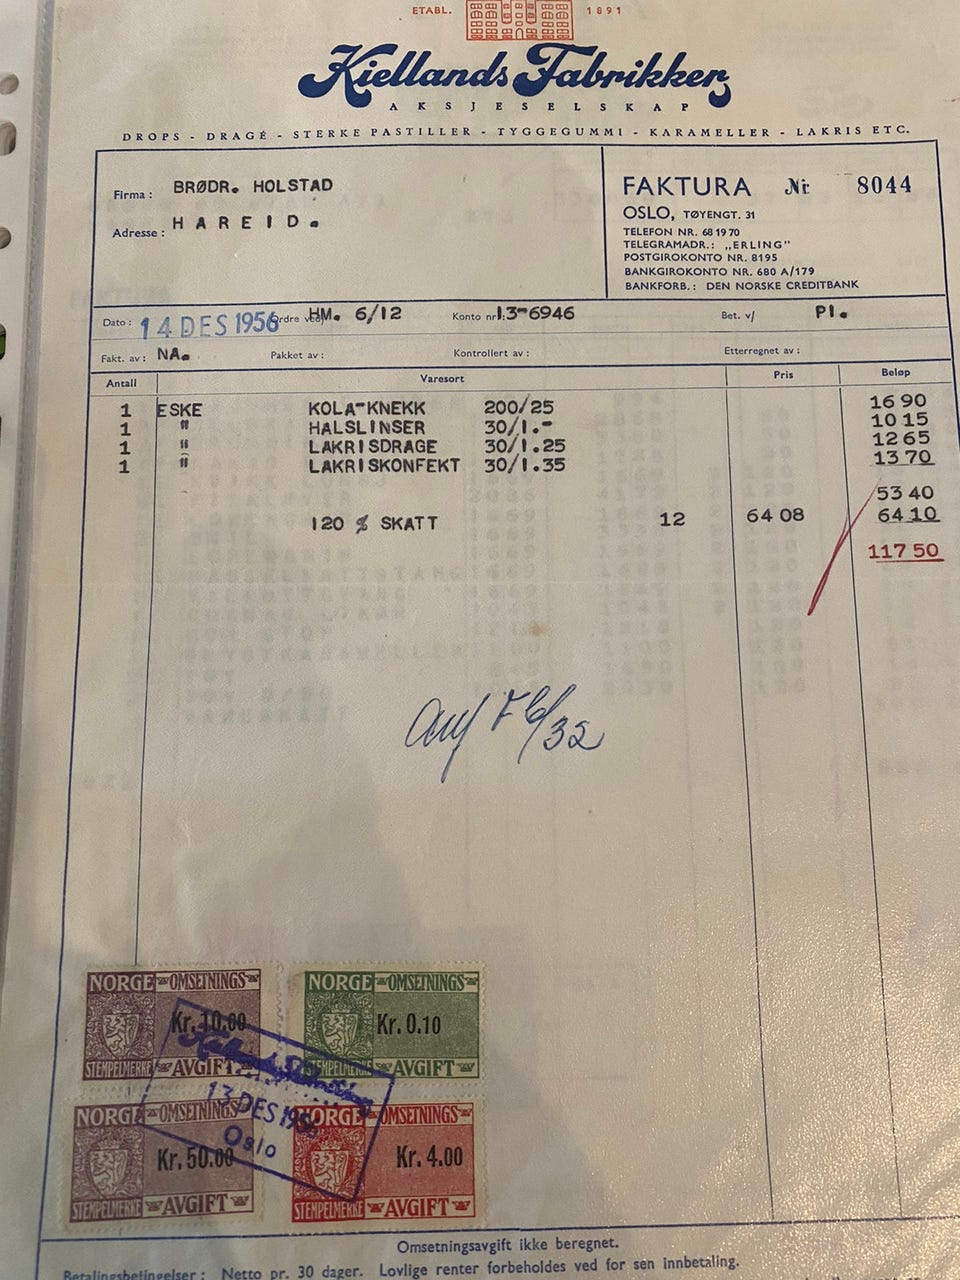 ETABL. 1891
Kiellands Fabrikker
AKSJESELSKAP
DROPS - DRAGÉ - STERKE PASTILLER - TYGGEGUMMI - KARAMELLER - LAKRIS ETC.
Firma: BRØDR. HOLSTAD
Adresse: HAREID.
FAKTURA Nr. 8044
OSLO, TØYENGT. 31
TELEFON NR. 68 19 70
TELEGRAMADR.: „ERLING"
POSTGIROKONTO NR. 8195
BANKGIROKONTO NR. 680 A/179
BANKFORB.: DEN NORSKE CREDITBANK
Dato: 14 DES 1956 Ordre ved: HM. 6/12 Konto nr: 13-6946 Bet. v/ PI.
Fakt. av: NA. Pakket av: Kontrollert av: Etterregnet av:
Antall Varesort Pris Beløp
1 ESKE KOLA-KNEKK 200/25 16 90
1 " HALSLINSER 30/1.- 10 15
1 " LAKRISDRAGE 30/1.25 12 65
1 " LAKRISKONFEKT 30/1.35 13 70
53 40
120 % SKATT 12 64 08 64 10
117 50
NORGE OMSETNINGS
Kr. 10.00
STEMPELMERKE AVGIFT
NORGE OMSETNINGS
Kr. 0.10
STEMPELMERKE AVGIFT
13 DES 195
Oslo
NORGE OMSETNINGS
Kr. 50.00
STEMPELMERKE AVGIFT
NORGE OMSETNINGS
Kr. 4.00
STEMPELMERKE AVGIFT
Omsetningsavgift ikke beregnet.
Betalingsbetingelser: Netto pr. 30 dager. Lovlige renter forbeholdes ved for sen innbetaling.